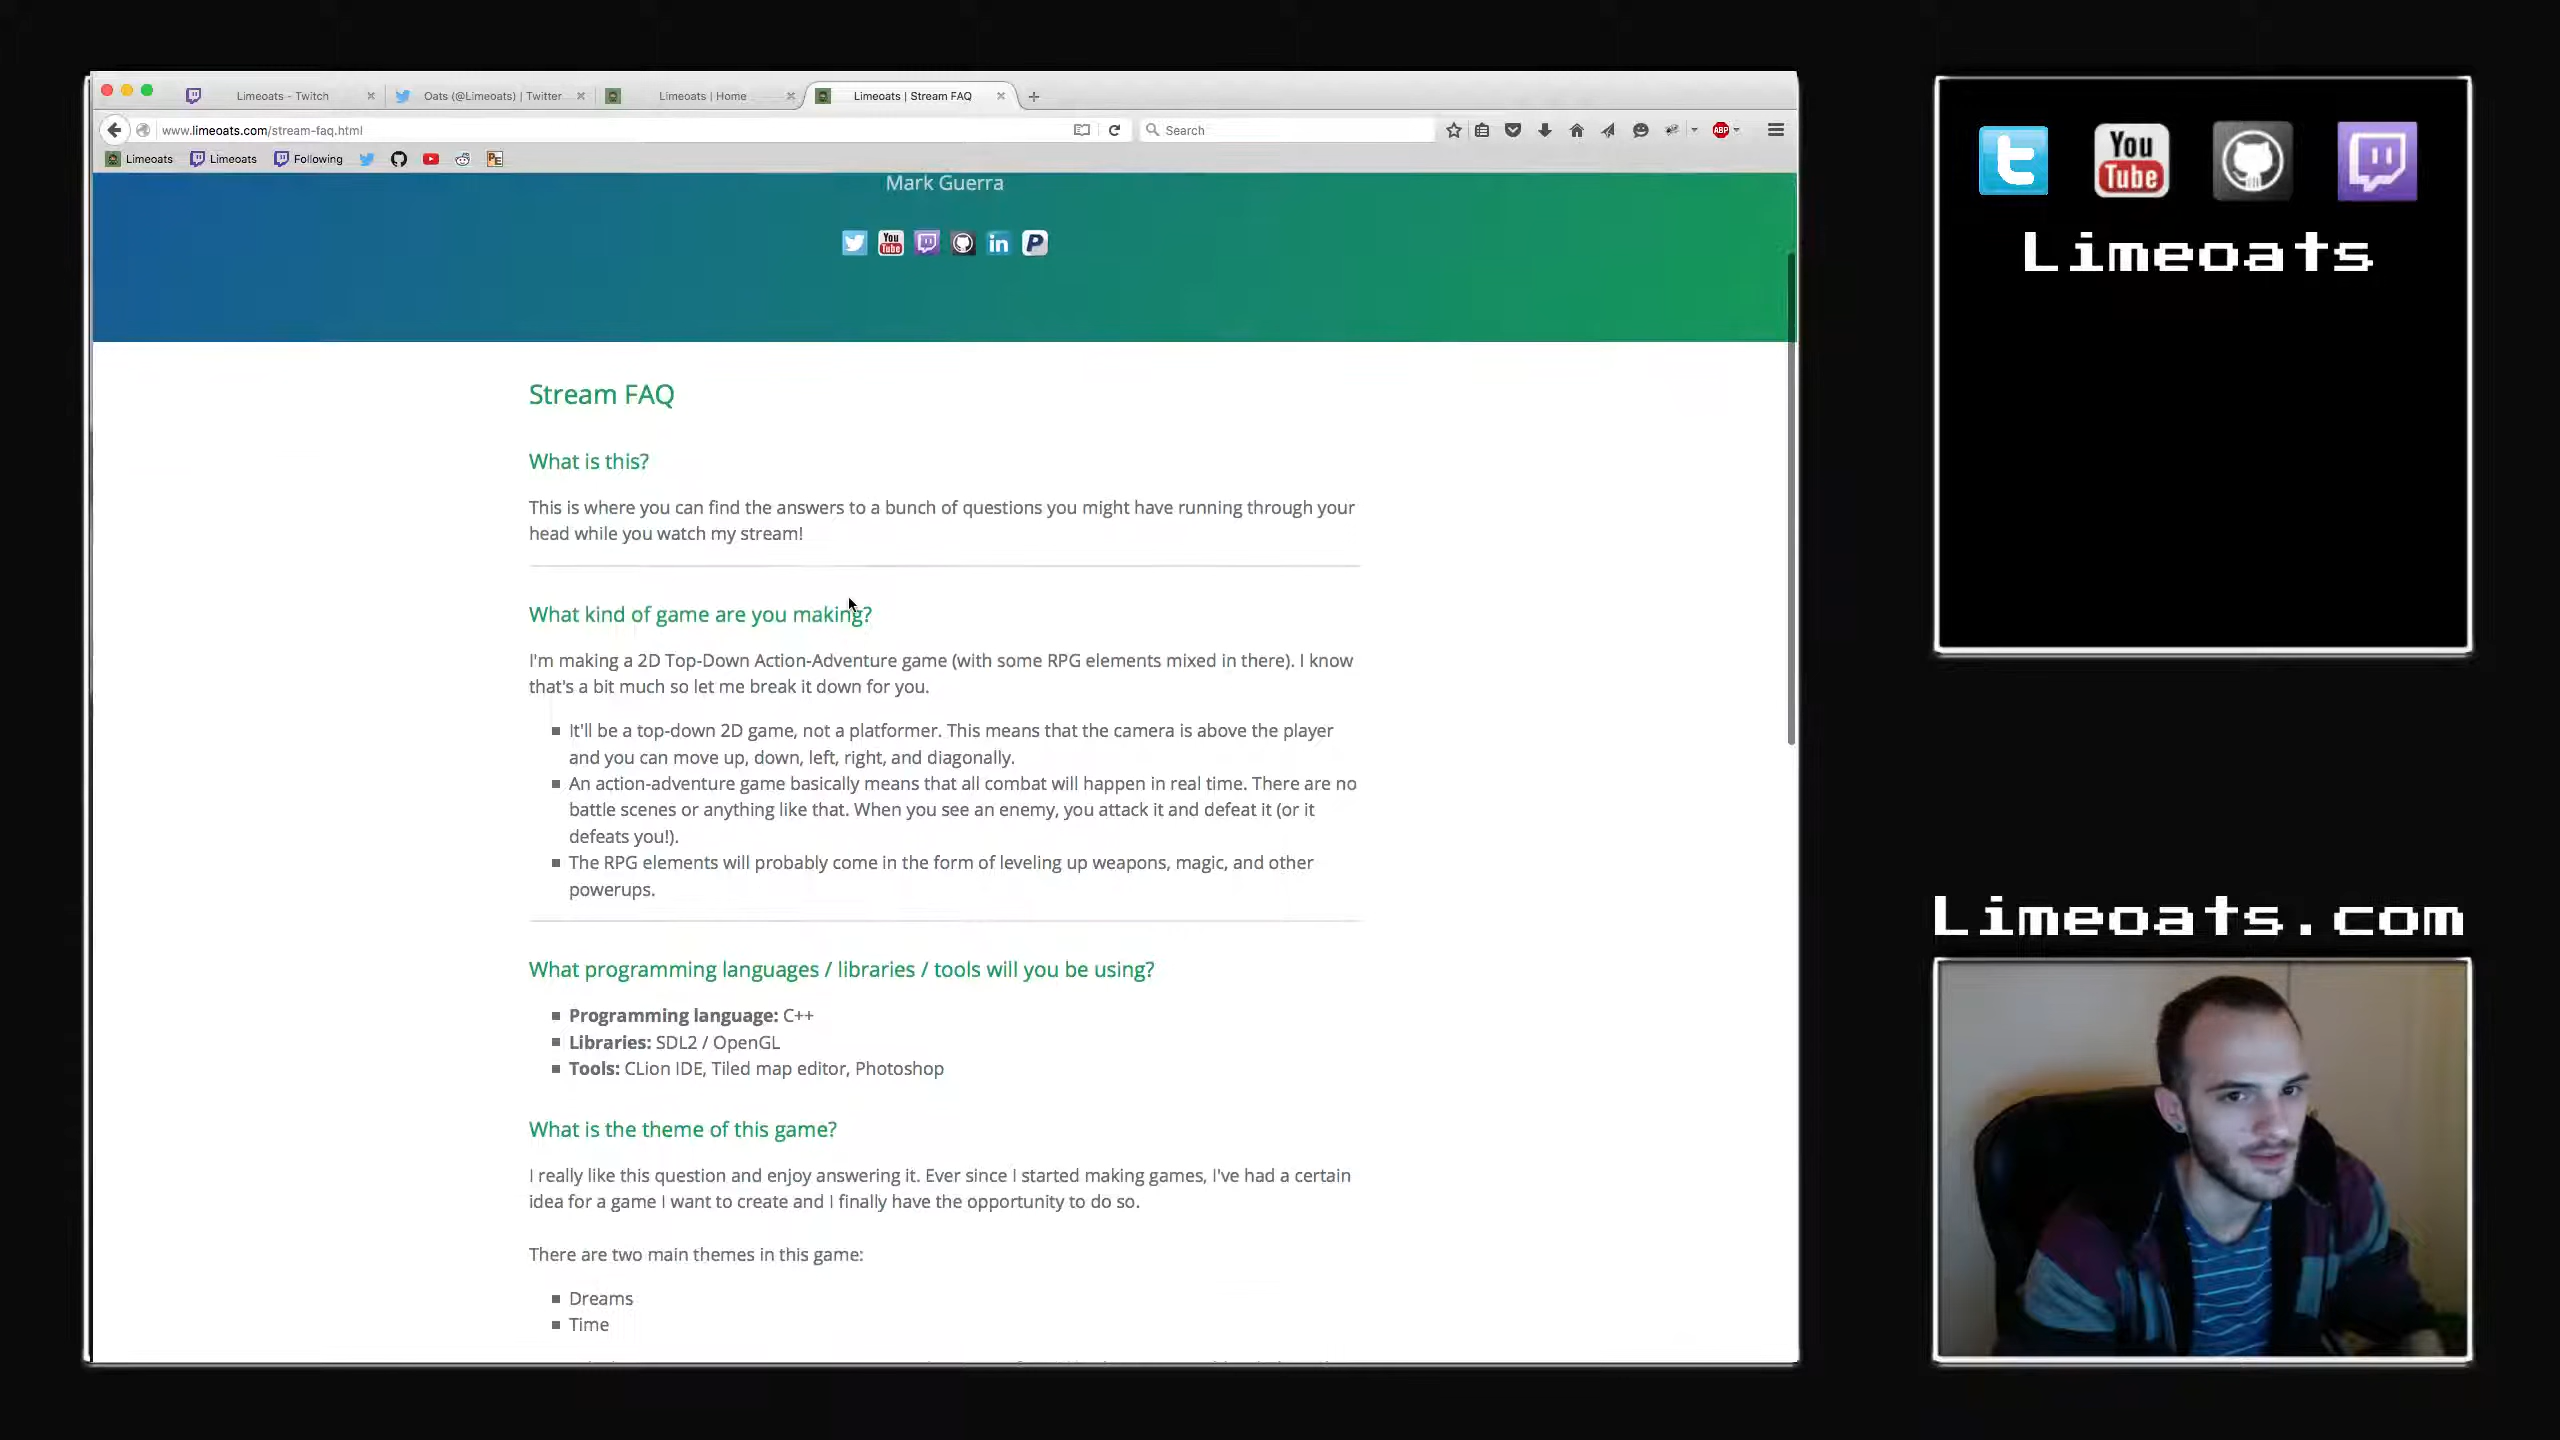 Limeoats - Twitch
Oats (@Limeoats) | Twitter
Limeoats | Home
Limeoats | Stream FAQ
www.limeoats.com/stream-faq.html
Search
ABP
Limeoats
Limeoats
Following
PE
Mark Guerra
You Tube
in
Stream FAQ
What is this?
This is where you can find the answers to a bunch of questions you might have running through your
head while you watch my stream!
What kind of game are you making?
I'm making a 2D Top-Down Action-Adventure game (with some RPG elements mixed in there). I know
that's a bit much so let me break it down for you.
It'll be a top-down 2D game, not a platformer. This means that the camera is above the player
and you can move up, down, left, right, and diagonally.
An action-adventure game basically means that all combat will happen in real time. There are no
battle scenes or anything like that. When you see an enemy, you attack it and defeat it (or it
defeats you!).
The RPG elements will probably come in the form of leveling up weapons, magic, and other
powerups.
What programming languages / libraries / tools will you be using?
Programming language: C++
Libraries: SDL2 / OpenGL
Tools: CLion IDE, Tiled map editor, Photoshop
What is the theme of this game?
I really like this question and enjoy answering it. Ever since I started making games, I've had a certain
idea for a game I want to create and I finally have the opportunity to do so.
There are two main themes in this game:
Dreams
Time
You
Tube
Limeoats
Limeoats.com